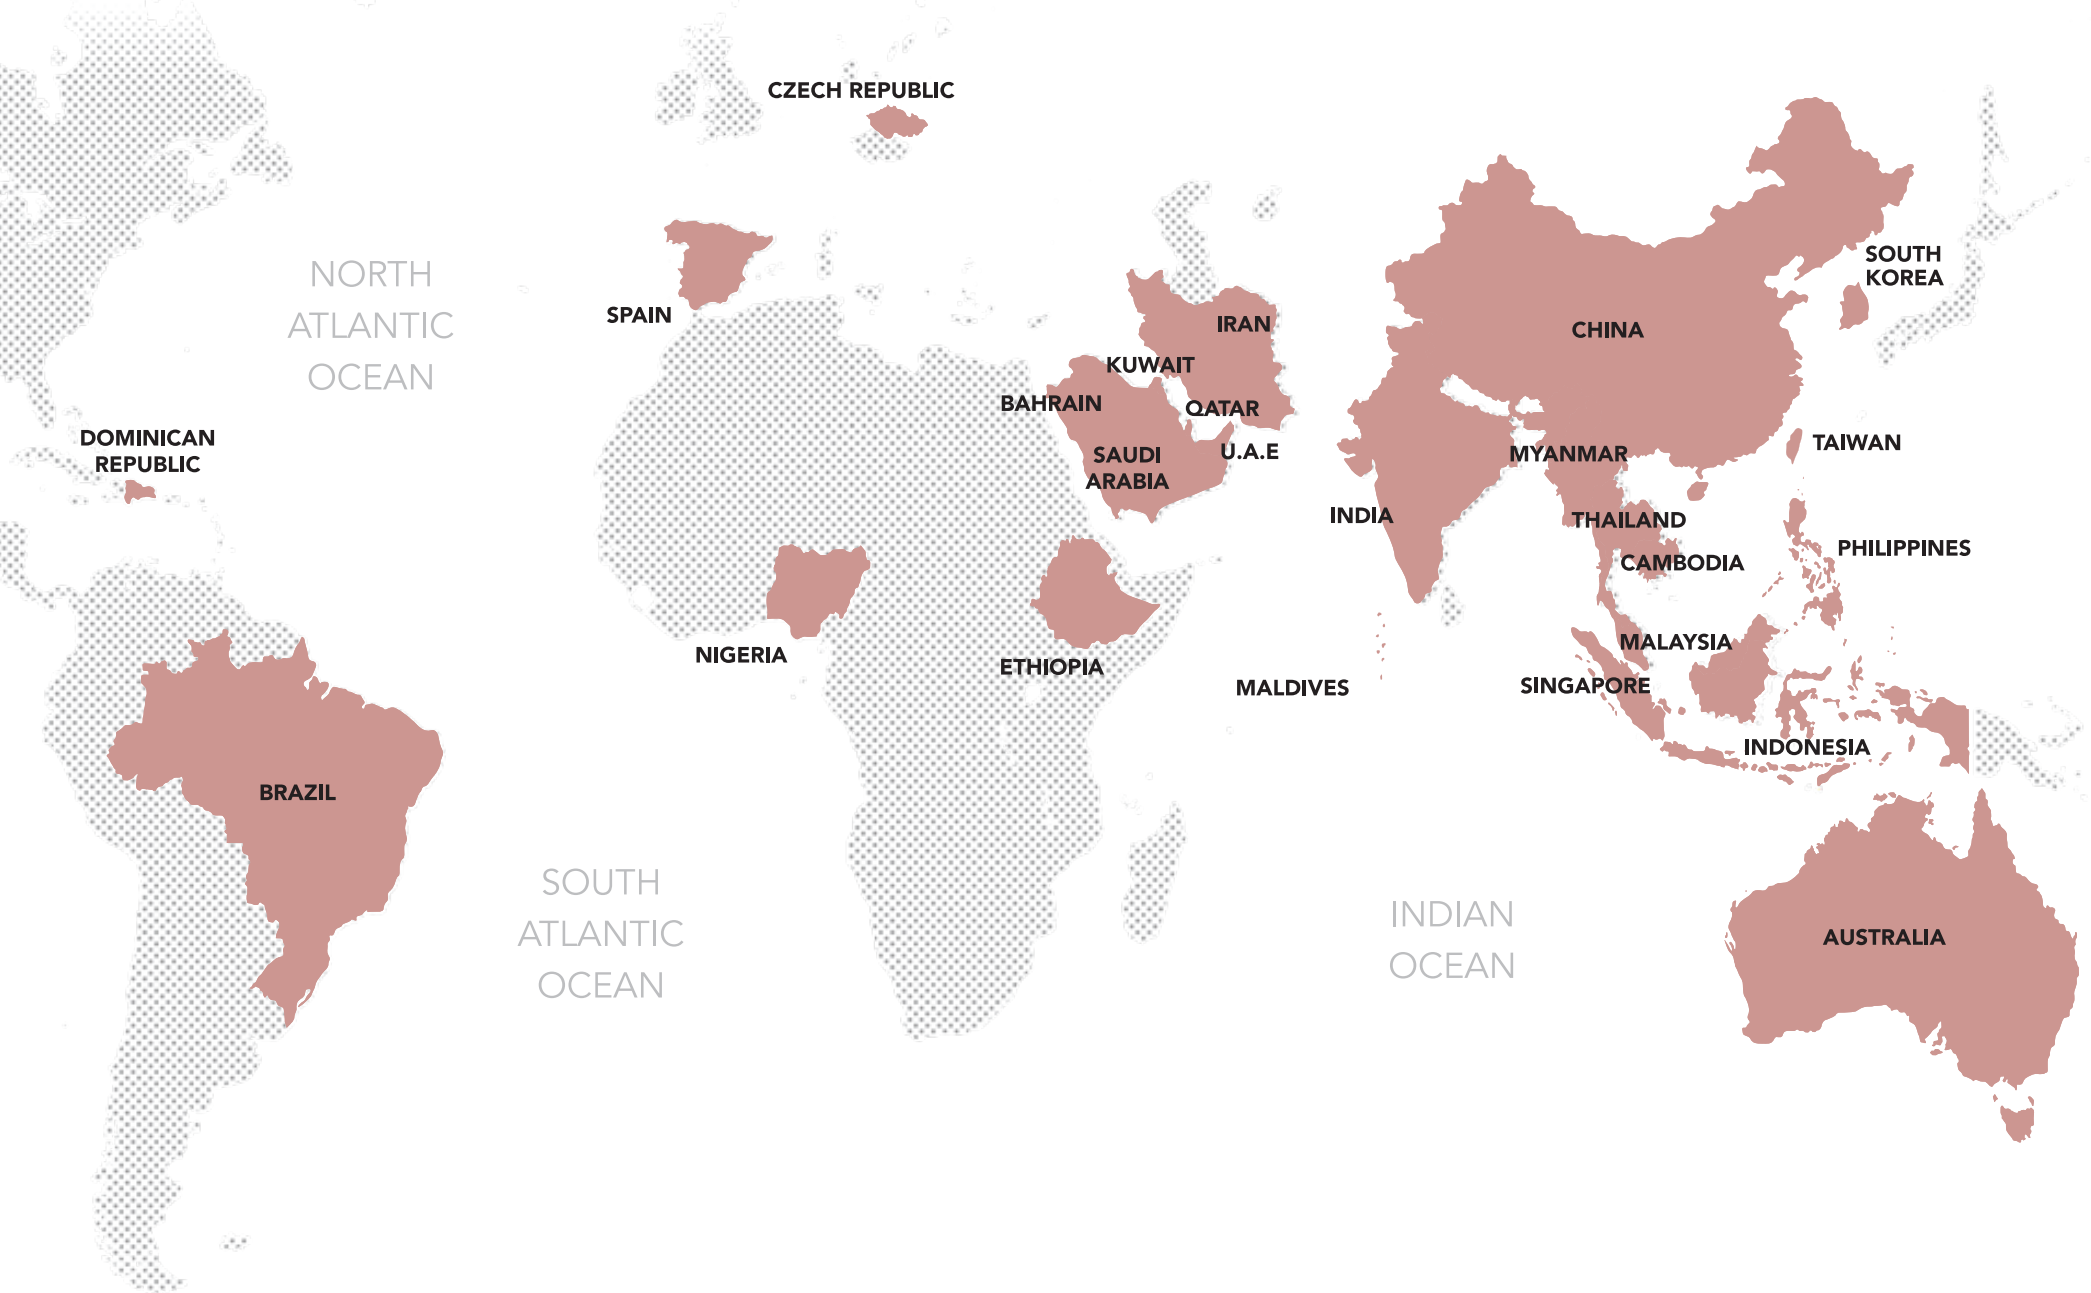 CZECH REPUBLIC
NORTH
ATLANTIC
OCEAN
SPAIN
SOUTH
KOREA
IRAN
CHINA
KUWAIT
BAHRAIN
QATAR
DOMINICAN
REPUBLIC
SAUDI
ARABIA
U.A.E
MYANMAR
TAIWAN
INDIA
THAILAND
CAMBODIA
PHILIPPINES
NIGERIA
ETHIOPIA
MALDIVES
MALAYSIA
SINGAPORE
INDONESIA
BRAZIL
SOUTH
ATLANTIC
OCEAN
INDIAN
OCEAN
AUSTRALIA